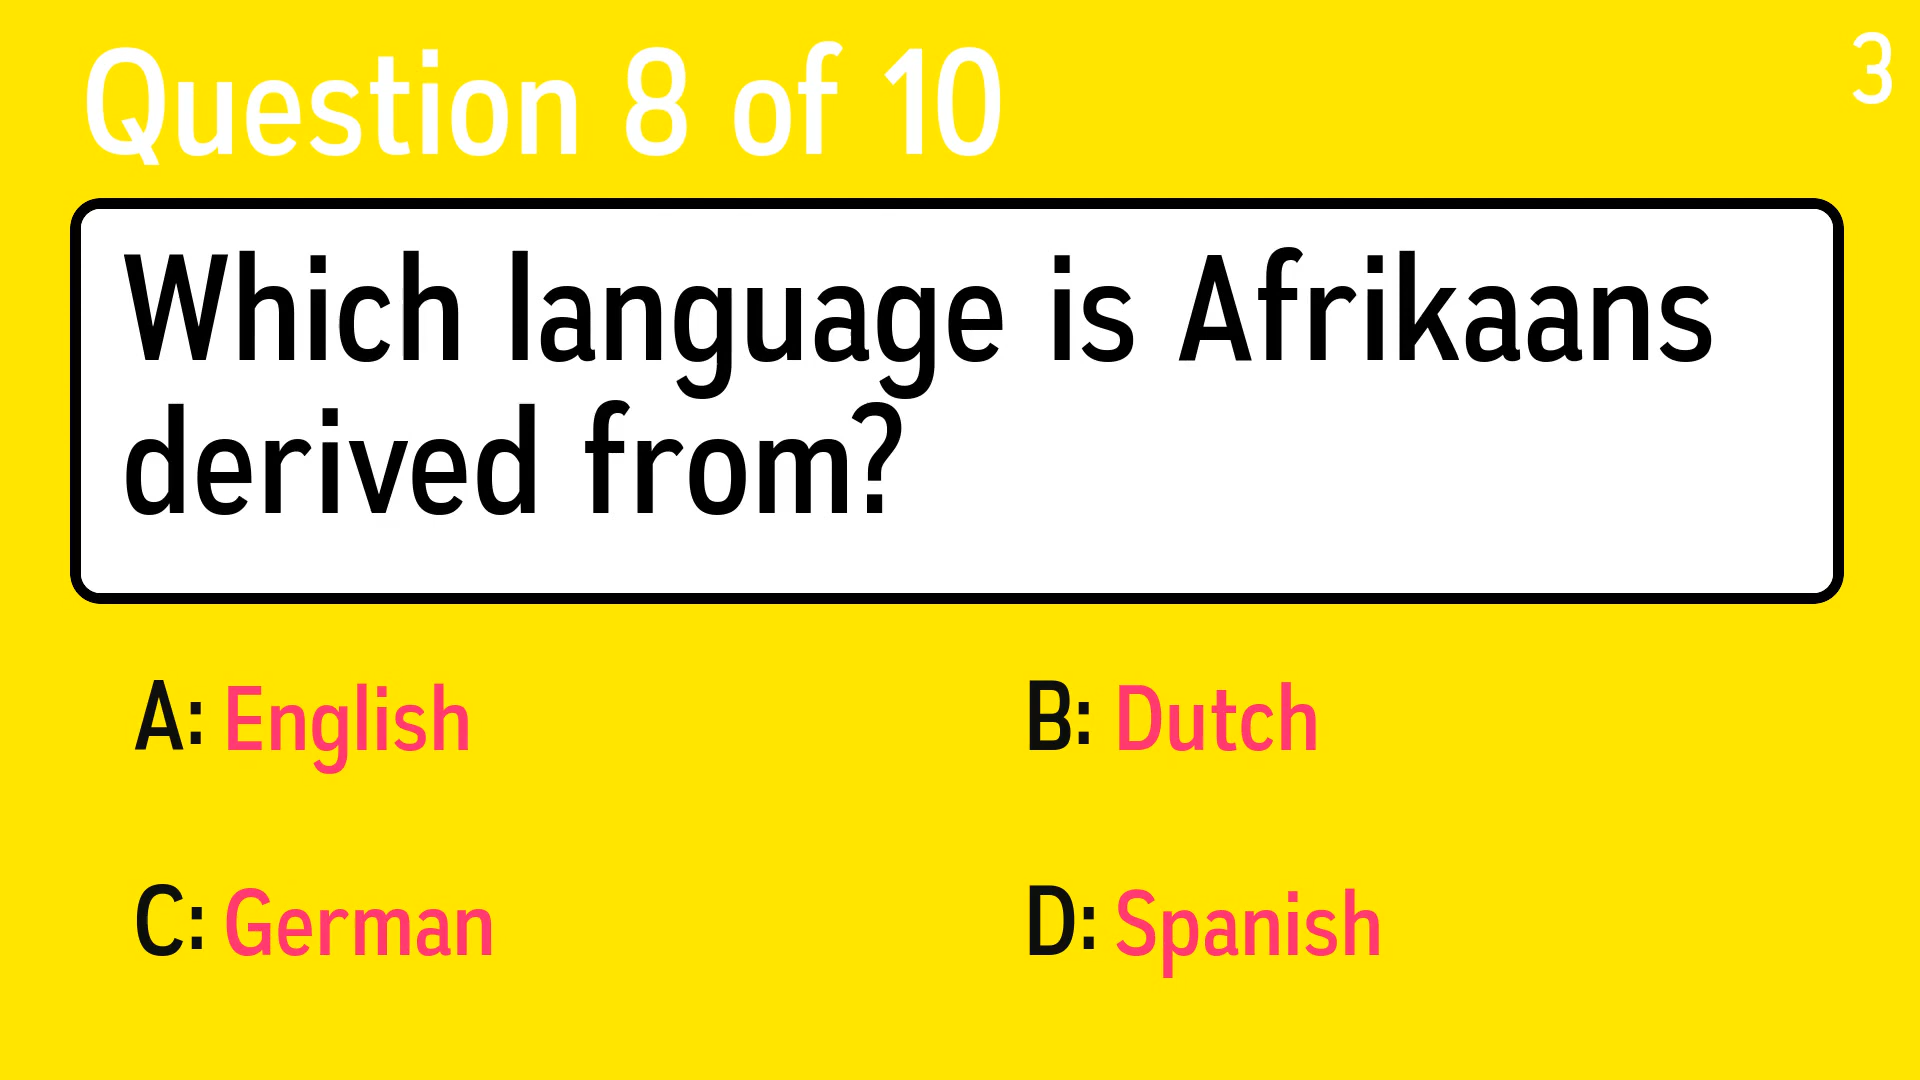 Question 8 of 10
3
Which language is Afrikaans
derived from?
A: English
B: Dutch
C: German
D: Spanish